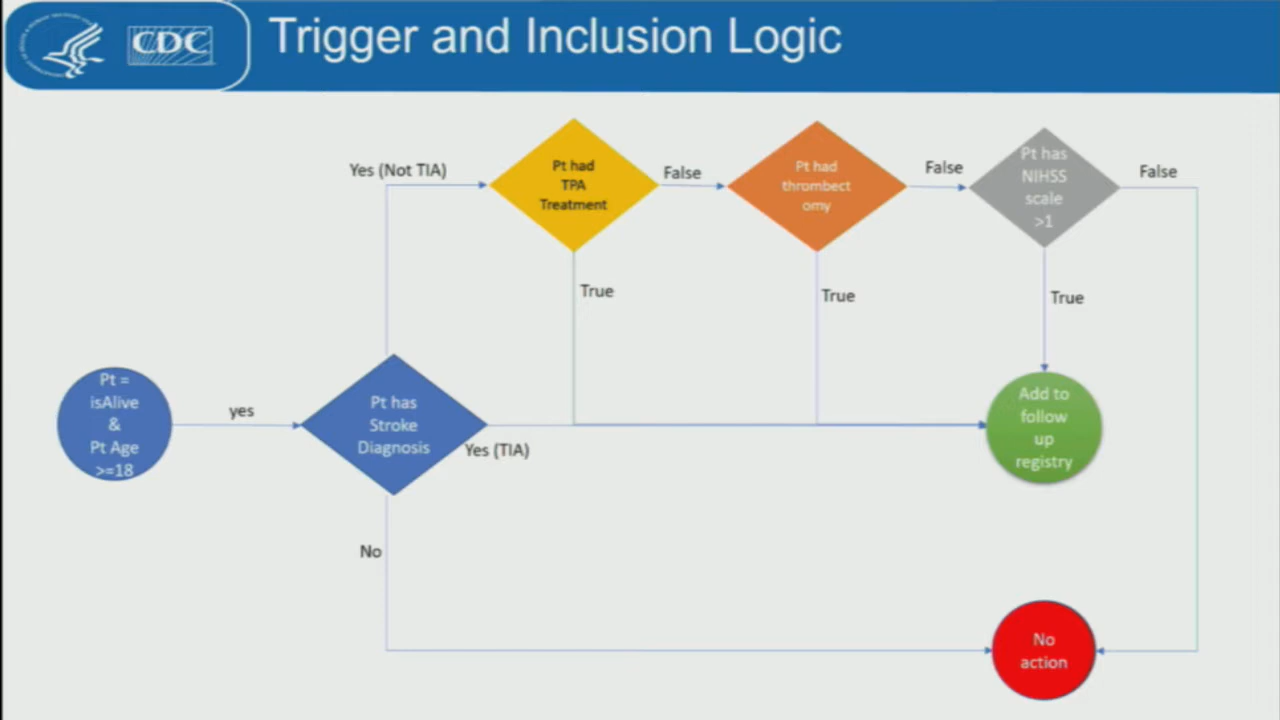 CDC
Trigger and Inclusion Logic
Yes (Not TIA)
Pt had
TPA
Treatment
False
Pt had
thrombect
omy
False
Pt has
NIHSS
scale
>1
False
True
True
True
Pt =
isAlive
&
Pt Age
>=18
yes
Pt has
Stroke
Diagnosis
Yes (TIA)
Add to
follow
up
registry
No
No
action